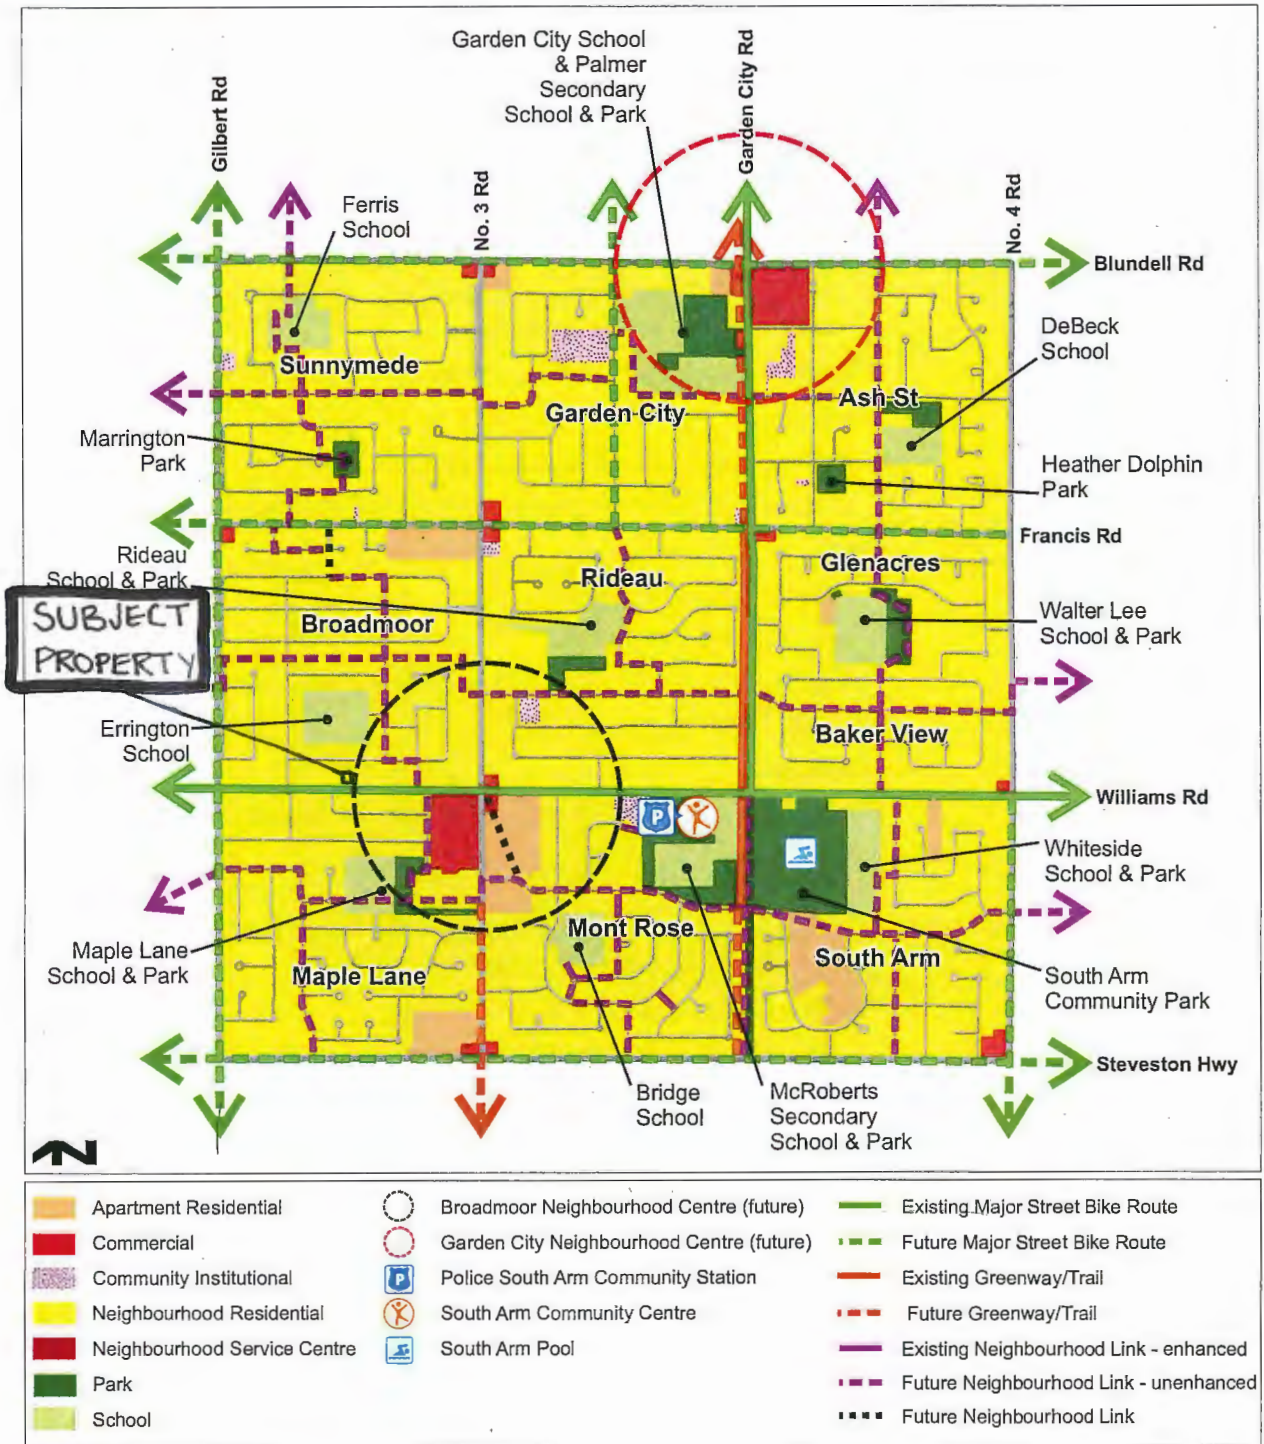 Garden City School
& Palmer
Secondary
School & Park
Garden City Rd
Gilbert Rd
No. 3 Rd
No. 4 Rd
Ferris
School
Blundell Rd
DeBeck
School
Sunnymede
Ash St
Garden City
Marrington
Park
Heather Dolphin
Park
Francis Rd
Rideau
School & Park
Rideau
Glenacres
SUBJECT
PROPERTY
Broadmoor
Walter Lee
School & Park
Errington
School
Baker View
Williams Rd
P
Whiteside
School & Park
Maple Lane
School & Park
Maple Lane
Mont Rose
South Arm
South Arm
Community Park
Steveston Hwy
Bridge
School
McRoberts
Secondary
School & Park
N
Apartment Residential
Commercial
Community Institutional
Neighbourhood Residential
Neighbourhood Service Centre
Park
School
Broadmoor Neighbourhood Centre (future)
Garden City Neighbourhood Centre (future)
P
Police South Arm Community Station
South Arm Community Centre
South Arm Pool
Existing Major Street Bike Route
Future Major Street Bike Route
Existing Greenway/Trail
Future Greenway/Trail
Existing Neighbourhood Link - enhanced
Future Neighbourhood Link - unenhanced
Future Neighbourhood Link